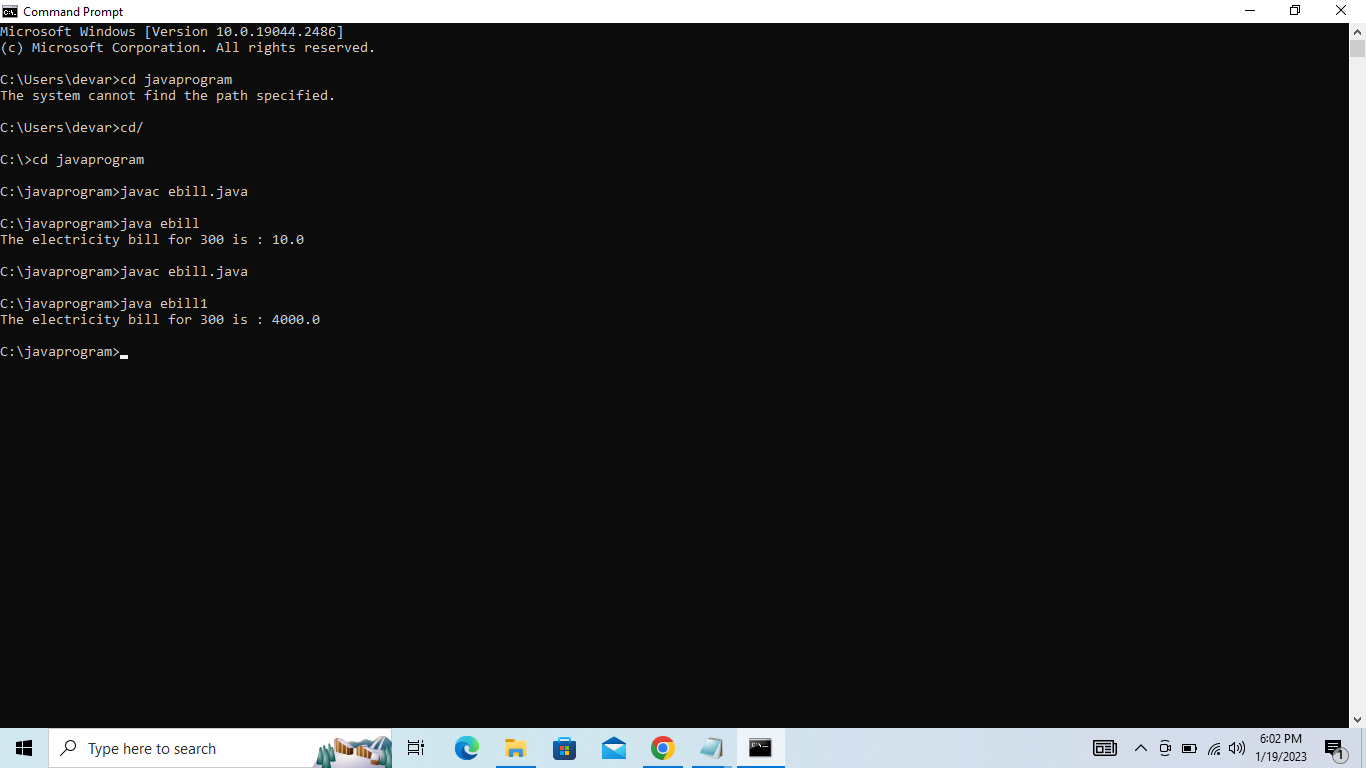 Command Prompt
Microsoft Windows [Version 10.0.19044.2486]
(c) Microsoft Corporation. All rights reserved.
C:\Users\devar>cd javaprogram
The system cannot find the path specified.
C:\Users\devar>cd/
C:\>cd javaprogram
C:\javaprogram>javac ebill.java
C:\javaprogram>java ebill
The electricity bill for 300 is : 10.0
C:\javaprogram>javac ebill.java
C:\javaprogram>java ebill1
The electricity bill for 300 is : 4000.0
C:\javaprogram>
Type here to search
6:02 PM
1/19/2023
1